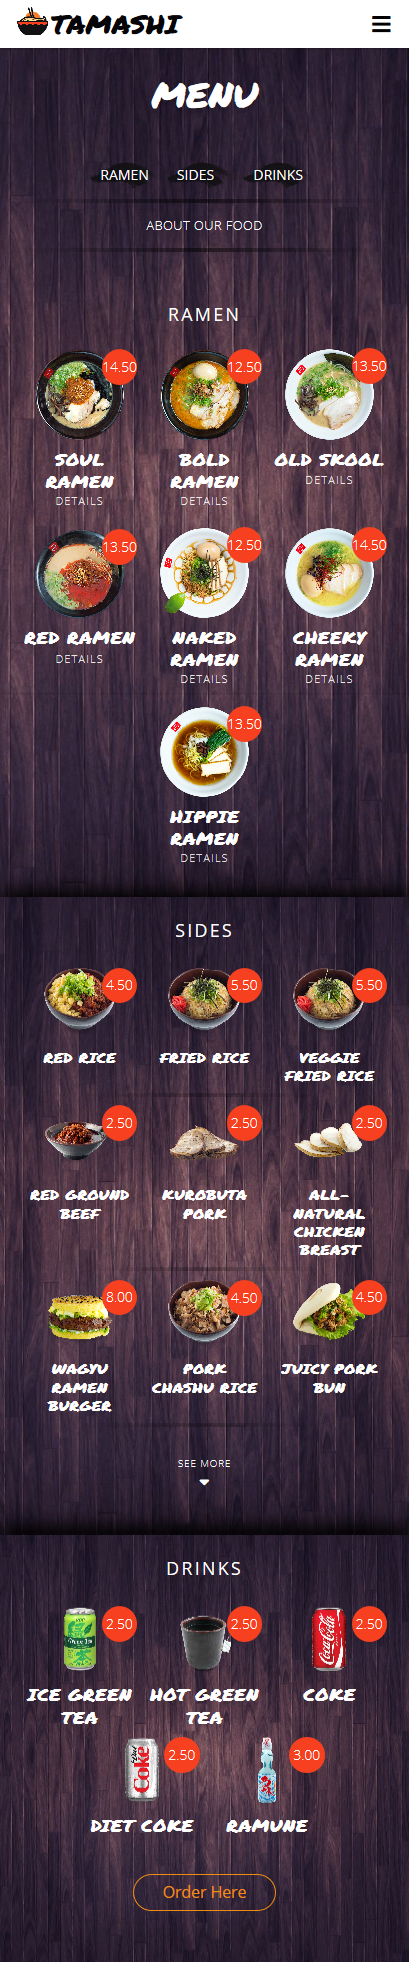 TAMASHI
MENU
RAMEN SIDES DRINKS
ABOUT OUR FOOD
RAMEN
14.50 12.50 13.50
SOUL BOLD OLD SKOOL
RAMEN RAMEN DETAILS
DETAILS DETAILS
13.50 12.50 14.50
RED RAMEN NAKED CHEEKY
DETAILS RAMEN RAMEN
DETAILS DETAILS
13.50
HIPPIE
RAMEN
DETAILS
SIDES
4.50 5.50 5.50
RED RICE FRIED RICE VEGGIE
FRIED RICE
2.50 2.50 2.50
RED GROUND KUROBUTA ALL-
BEEF PORK NATURAL
CHICKEN
BREAST
8.00 4.50 4.50
WAGYU PORK JUICY PORK
RAMEN CHASHU RICE BUN
BURGER
SEE MORE
DRINKS
2.50 2.50 2.50
Green Tea
Coca-Cola
ICE GREEN HOT GREEN COKE
TEA TEA
2.50 3.00
Coke
DIET COKE RAMUNE
Order Here